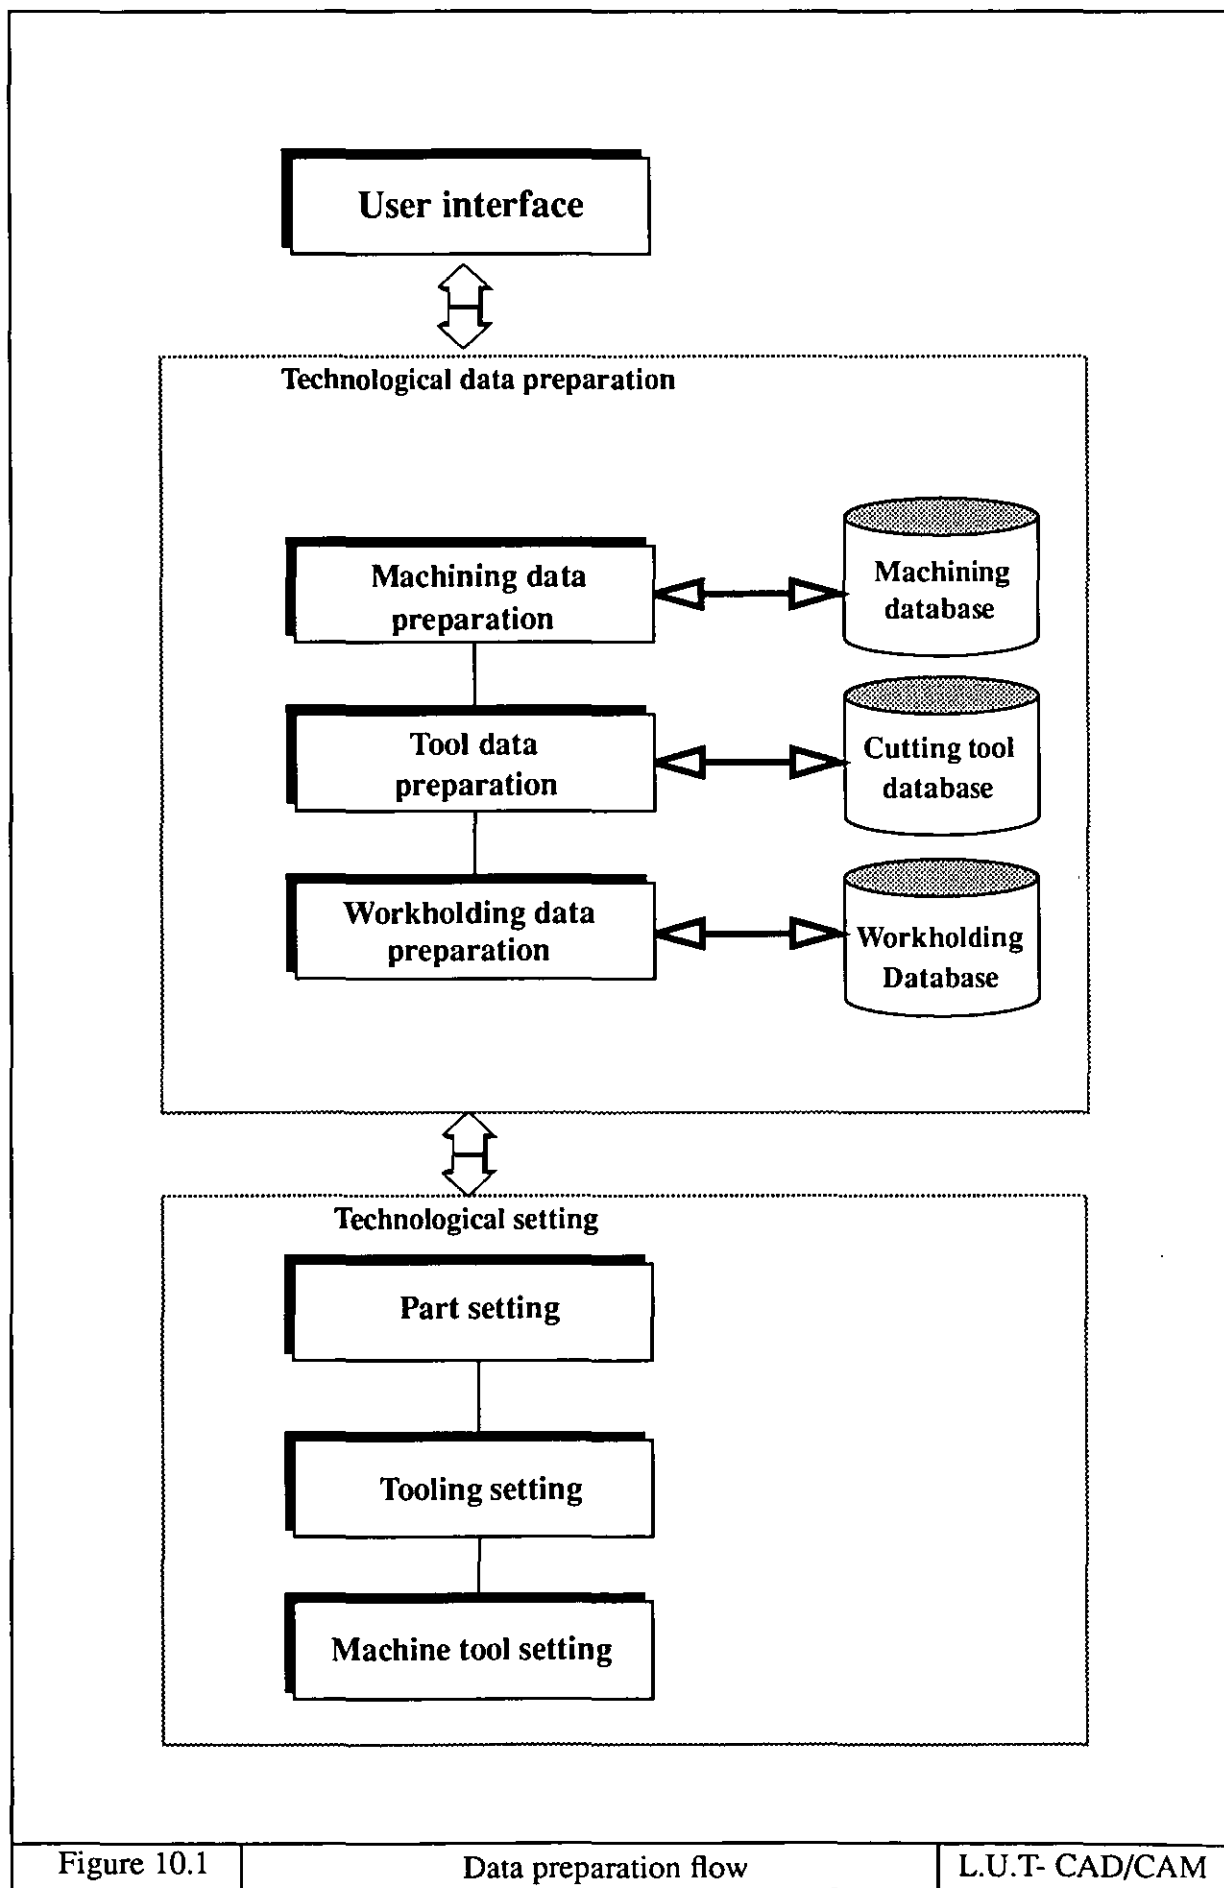 User interface
Technological data preparation
Machining data
preparation
Machining
database
Tool data
preparation
Cutting tool
database
Workholding data
preparation
Workholding
Database
Technological setting
Part setting
Tooling setting
Machine tool setting
Figure 10.1
Data preparation flow
L.U.T- CAD/CAM